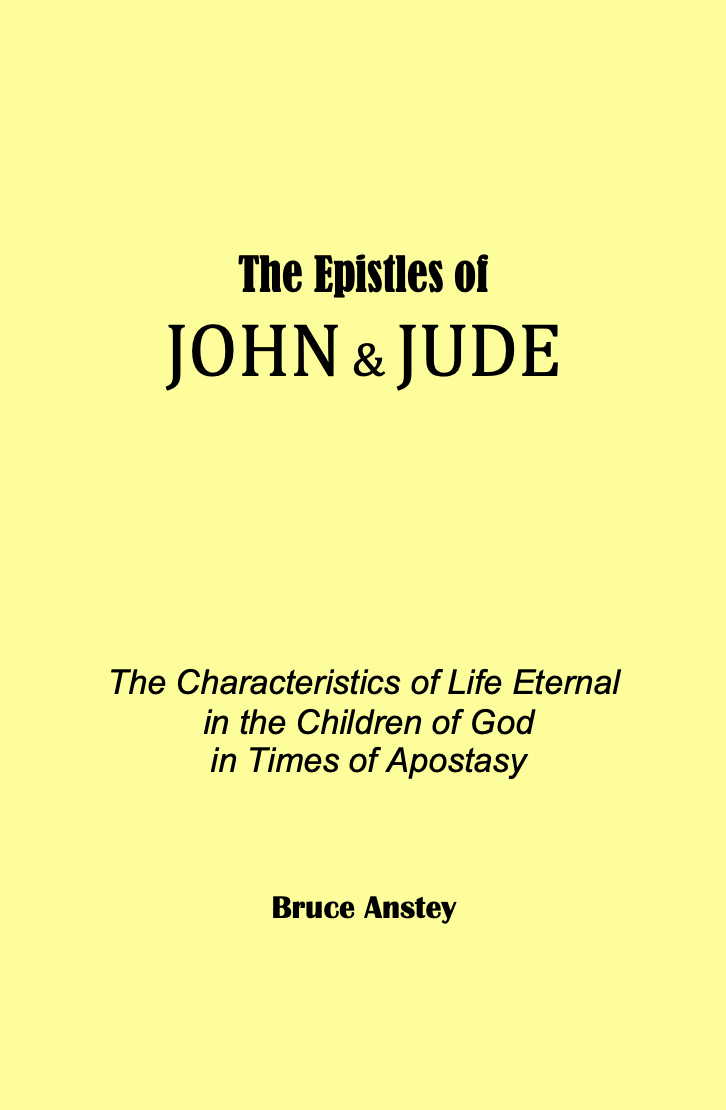 The Epistles of
JOHN & JUDE
The Characteristics of Life Eternal
in the Children of God
in Times of Apostasy
Bruce Anstey